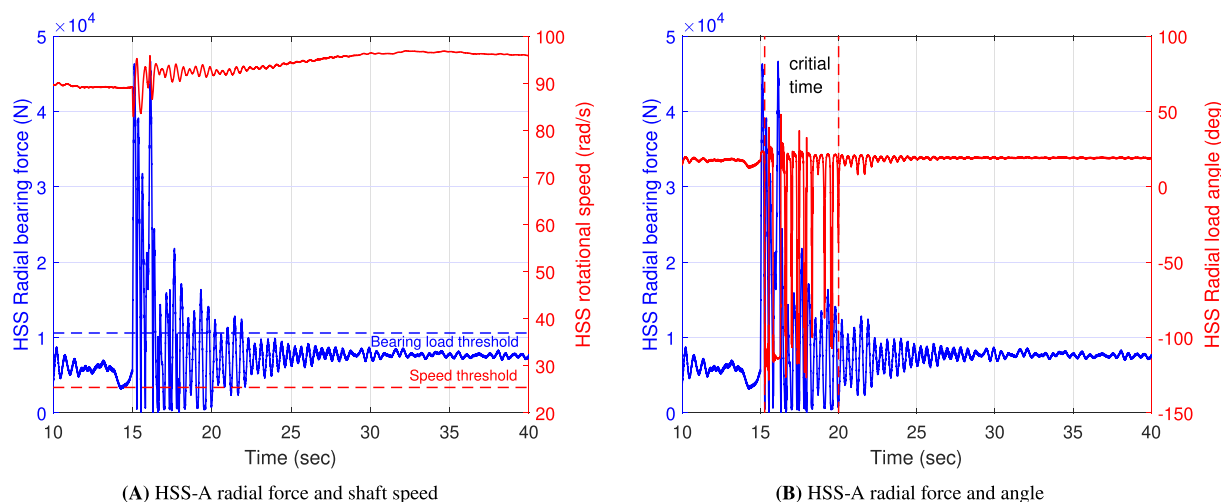 ×10⁴
5
4
3
2
1
0
HSS Radial bearing force (N)
100
90
80
70
60
50
40
30
20
HSS rotational speed (rad/s)
Bearing load threshold
Speed threshold
10 15 20 25 30 35 40
Time (sec)
(A) HSS-A radial force and shaft speed
×10⁴
5
4
3
2
1
0
HSS Radial bearing force (N)
critial
time
100
50
0
-50
-100
-150
HSS Radial load angle (deg)
10 15 20 25 30 35 40
Time (sec)
(B) HSS-A radial force and angle